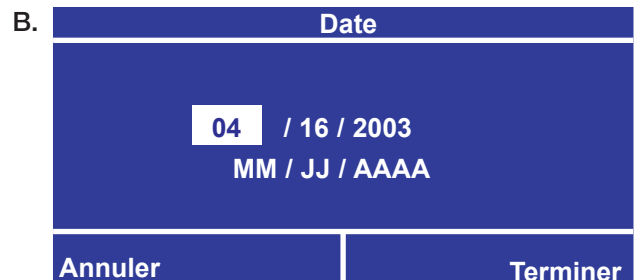 B.
Date
04 / 16 / 2003
MM / JJ / AAAA
Annuler Terminer